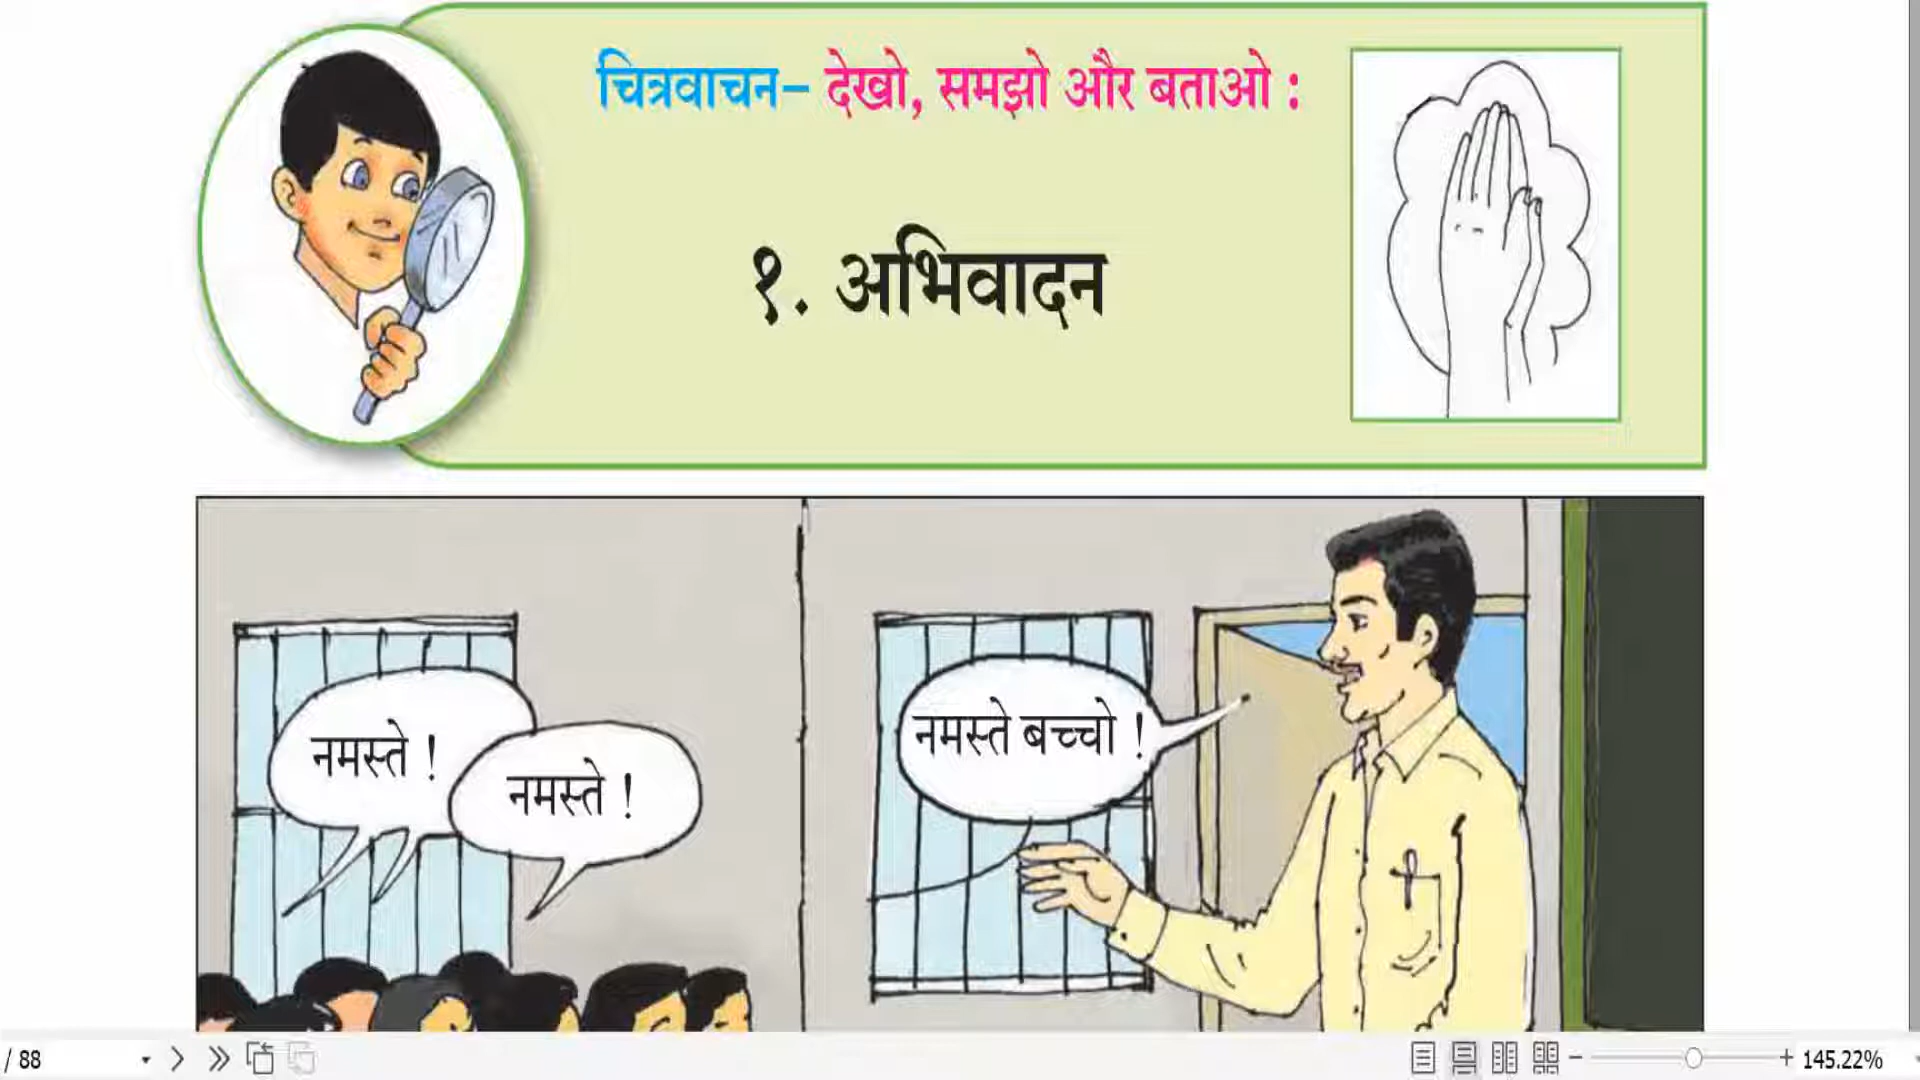 चित्रवाचन– देखो, समझो और बताओ :
१. अभिवादन
नमस्ते !
नमस्ते !
नमस्ते बच्चो !
/ 88
145.22%